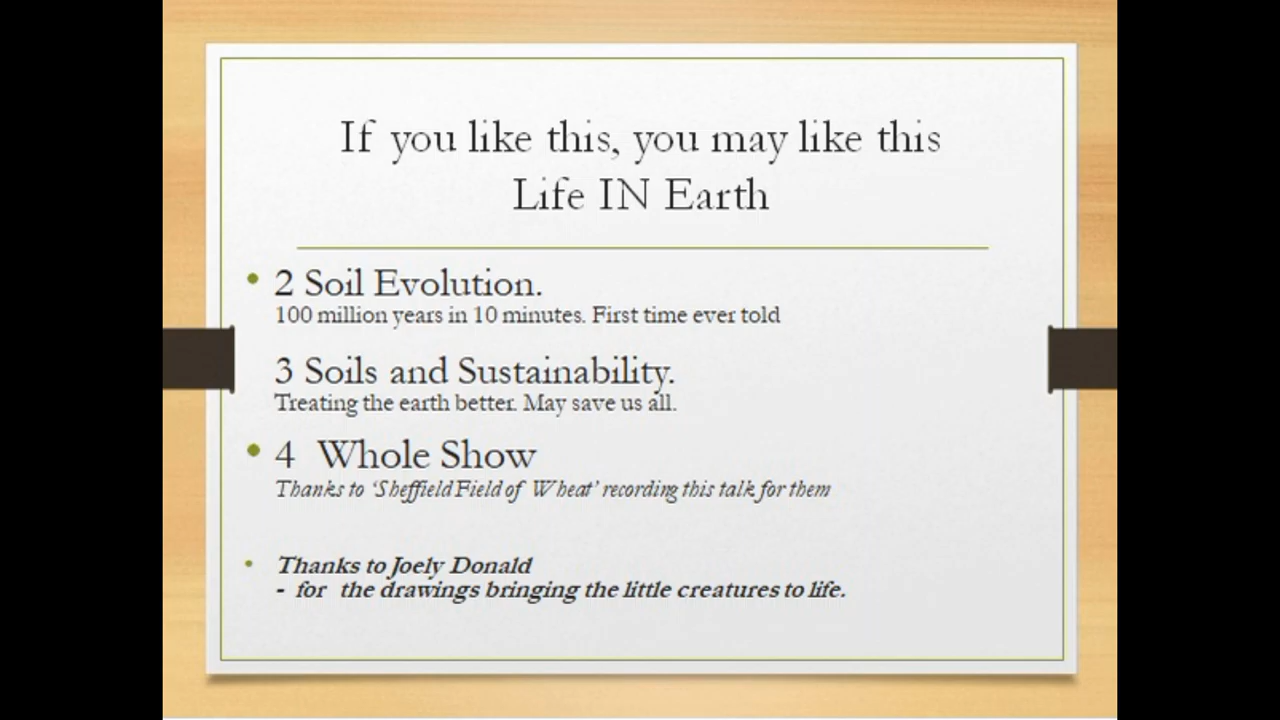 If you like this, you may like this
Life IN Earth
• 2 Soil Evolution.
100 million years in 10 minutes. First time ever told
3 Soils and Sustainability.
Treating the earth better. May save us all.
• 4 Whole Show
Thanks to ‘Sheffield Field of Wheat’ recording this talk for them
• Thanks to Joely Donald
- for the drawings bringing the little creatures to life.